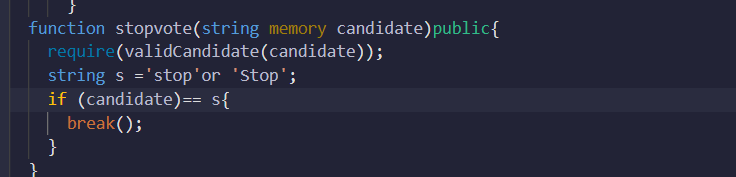 }
function stopvote(string memory candidate)public{
require(validCandidate(candidate));
string s ='stop'or 'Stop';
if (candidate)== s{
break();
}
}